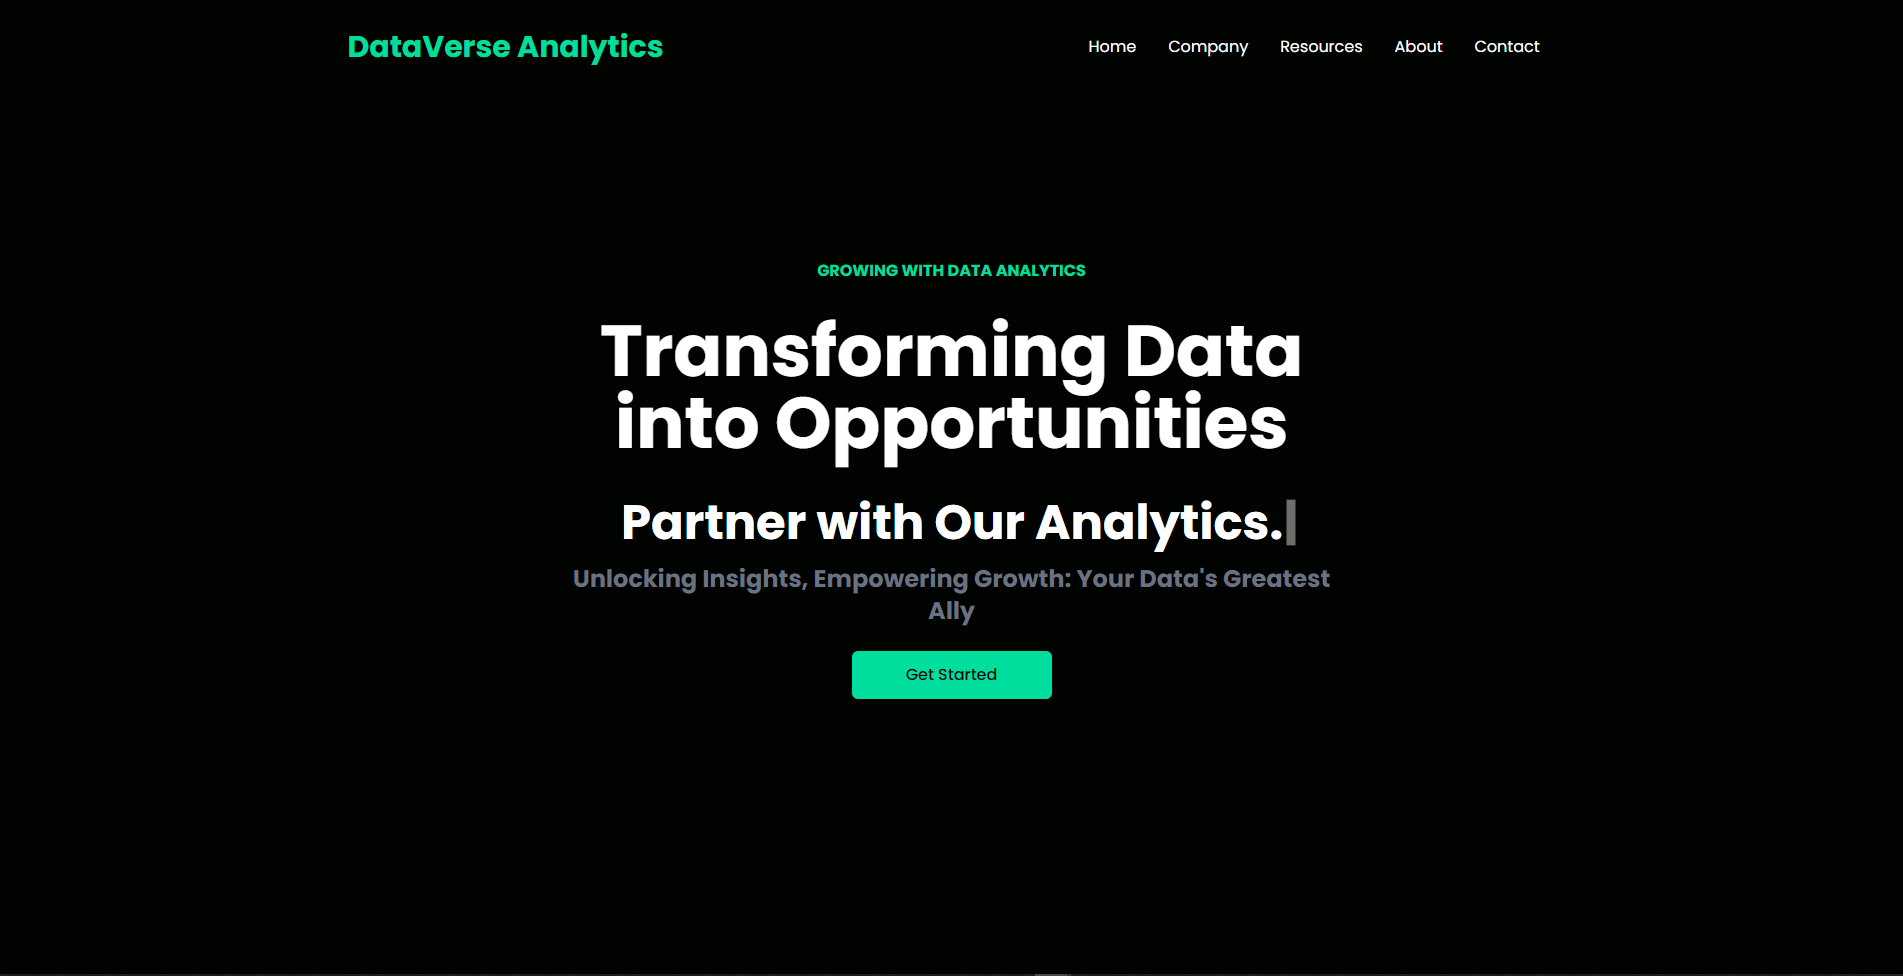 DataVerse Analytics
Home Company Resources About Contact
GROWING WITH DATA ANALYTICS
Transforming Data
into Opportunities
Partner with Our Analytics.
Unlocking Insights, Empowering Growth: Your Data's Greatest
Ally
Get Started